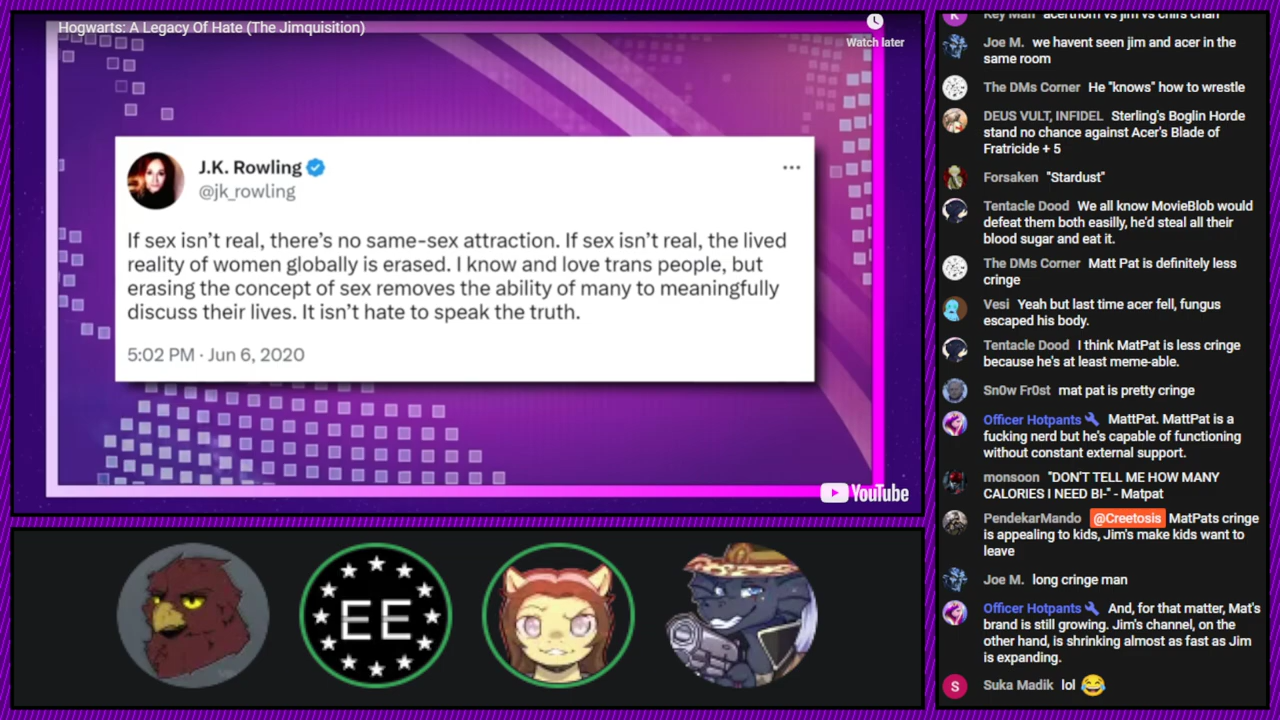 Hogwarts: A Legacy Of Hate (The Jimquisition)
Watch later
J.K. Rowling
@jk_rowling
If sex isn't real, there's no same-sex attraction. If sex isn't real, the lived
reality of women globally is erased. I know and love trans people, but
erasing the concept of sex removes the ability of many to meaningfully
discuss their lives. It isn't hate to speak the truth.
5:02 PM · Jun 6, 2020
YouTube
EE
K
Key Man acerthorn vs jim vs chirs chan
Joe M. we havent seen jim and acer in the
same room
The DMs Corner He "knows" how to wrestle
DEUS VULT, INFIDEL Sterling's Boglin Horde
stand no chance against Acer's Blade of
Fratricide + 5
Forsaken "Stardust"
Tentacle Dood We all know MovieBlob would
defeat them both easilly, he'd steal all their
blood sugar and eat it.
The DMs Corner Matt Pat is definitely less
cringe
Vesi Yeah but last time acer fell, fungus
escaped his body.
Tentacle Dood I think MatPat is less cringe
because he's at least meme-able.
Sn0w Fr0st mat pat is pretty cringe
Officer Hotpants MattPat. MattPat is a
fucking nerd but he's capable of functioning
without constant external support.
monsoon "DON'T TELL ME HOW MANY
CALORIES I NEED BI-" - Matpat
PendekarMando @Creetosis MatPats cringe
is appealing to kids, Jim's make kids want to
leave
Joe M. long cringe man
Officer Hotpants And, for that matter, Mat's
brand is still growing. Jim's channel, on the
other hand, is shrinking almost as fast as Jim
is expanding.
S
Suka Madik lol 😂